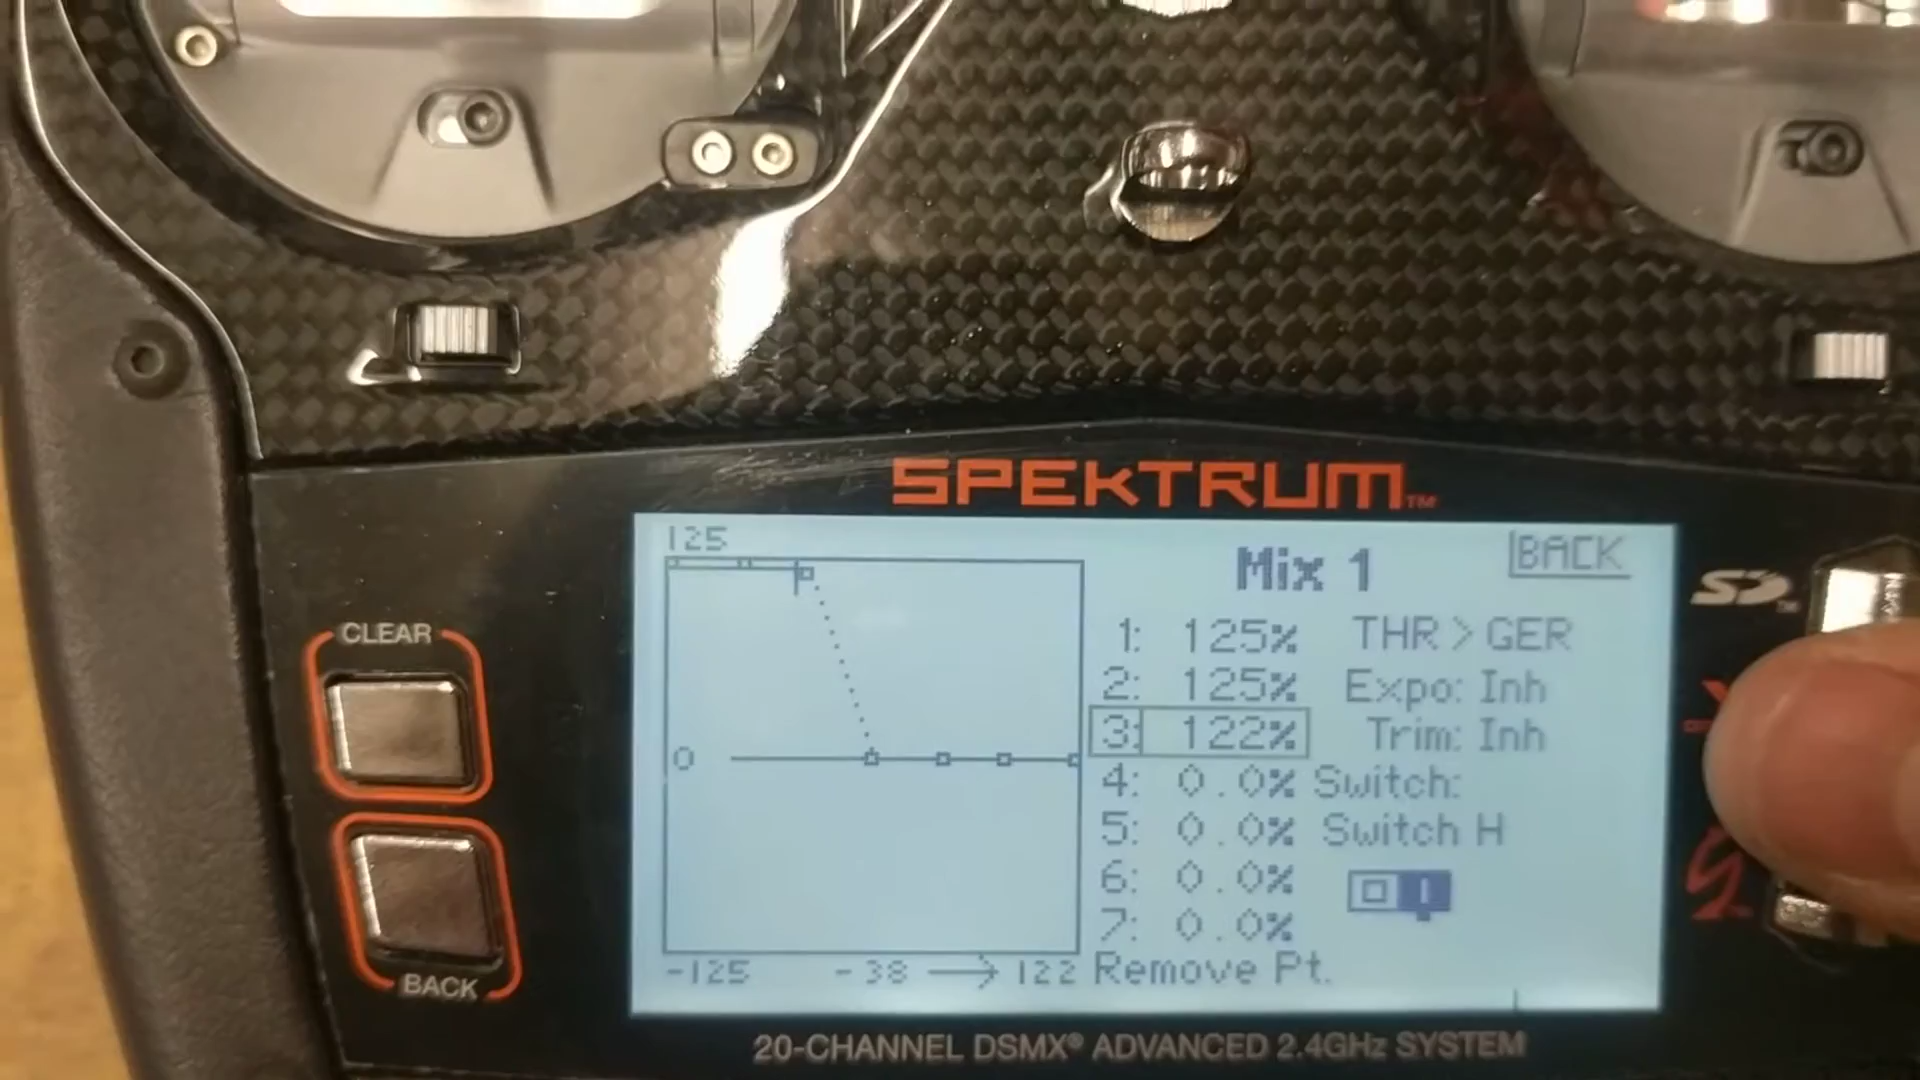 SPEKTRUM™
125
Mix 1
BACK
1: 125% THR > GER
2: 125% Expo: Inh
3: 122% Trim: Inh
0
4: 0.0% Switch:
5: 0.0% Switch H
6: 0.0%
7: 0.0%
-125 -38 → 122 Remove Pt.
CLEAR
BACK
20-CHANNEL DSMX® ADVANCED 2.4GHz SYSTEM